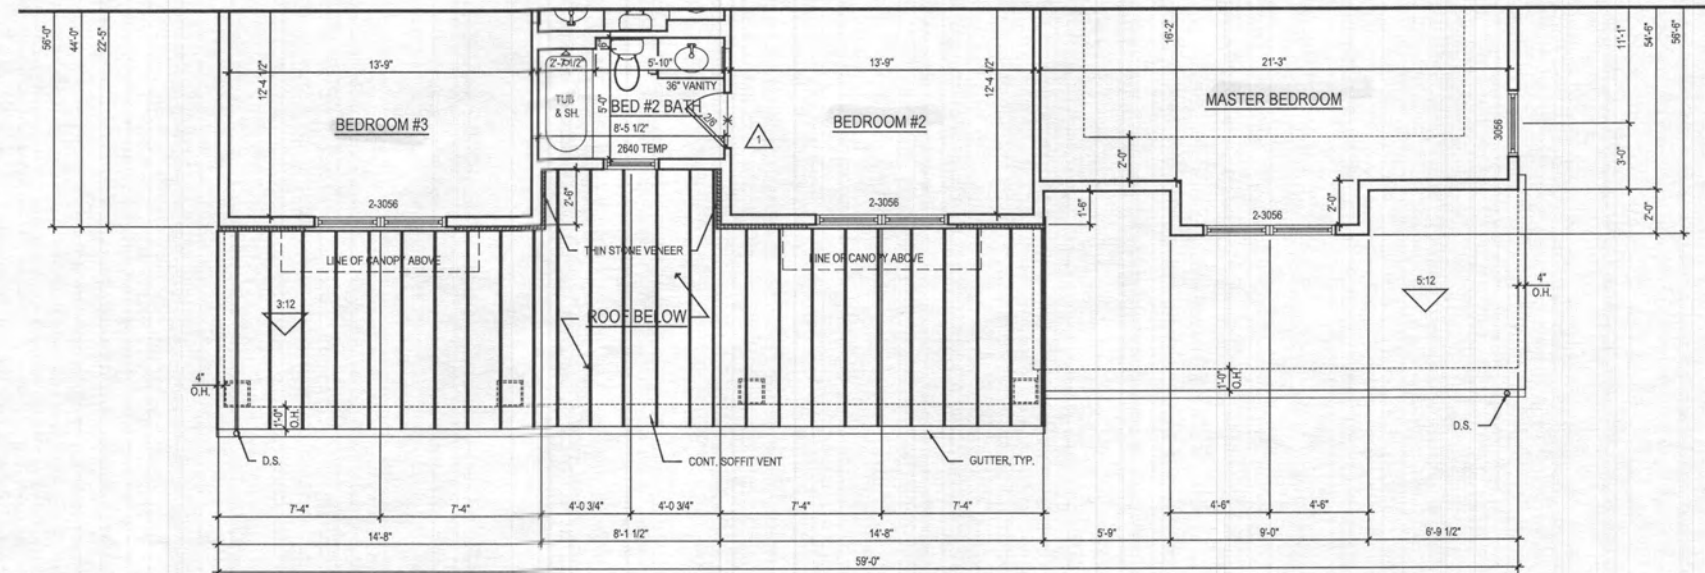 56'-0"
44'-0"
22'-5"
12'-4 1/2"
13'-9"
BEDROOM #3
2-3056
2'-7 1/2"
5'-10"
36" VANITY
TUB
& SH.
5'-0"
BED #2 BATH
2/6
8'-5 1/2"
2640 TEMP
1
13'-9"
12'-4 1/2"
BEDROOM #2
2-3056
16'-2"
21'-3"
MASTER BEDROOM
3056
11'-1"
54'-6"
56'-6"
2'-0"
3'-0"
2'-6"
1'-6"
2-3056
2'-0"
2'-0"
THIN STONE VENEER
LINE OF CANOPY ABOVE
LINE OF CANOPY ABOVE
3:12
ROOF BELOW
5:12
4"
O.H.
4"
O.H.
1'-0"
O.H.
1'-0"
O.H.
D.S.
CONT. SOFFIT VENT
GUTTER, TYP.
D.S.
7'-4"
7'-4"
4'-0 3/4"
4'-0 3/4"
7'-4"
7'-4"
4'-6"
4'-6"
14'-8"
8'-1 1/2"
14'-8"
5'-9"
9'-0"
6'-9 1/2"
59'-0"